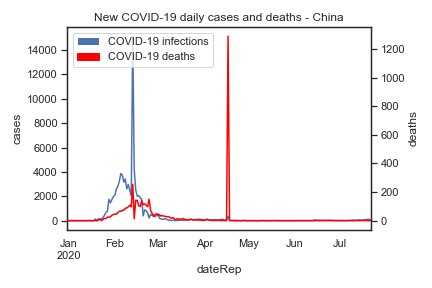 New COVID-19 daily cases and deaths - China
COVID-19 infections
COVID-19 deaths
14000
12000
10000
8000
6000
4000
2000
0
cases
1200
1000
800
600
400
200
0
deaths
Jan Feb Mar Apr May Jun Jul
2020
dateRep